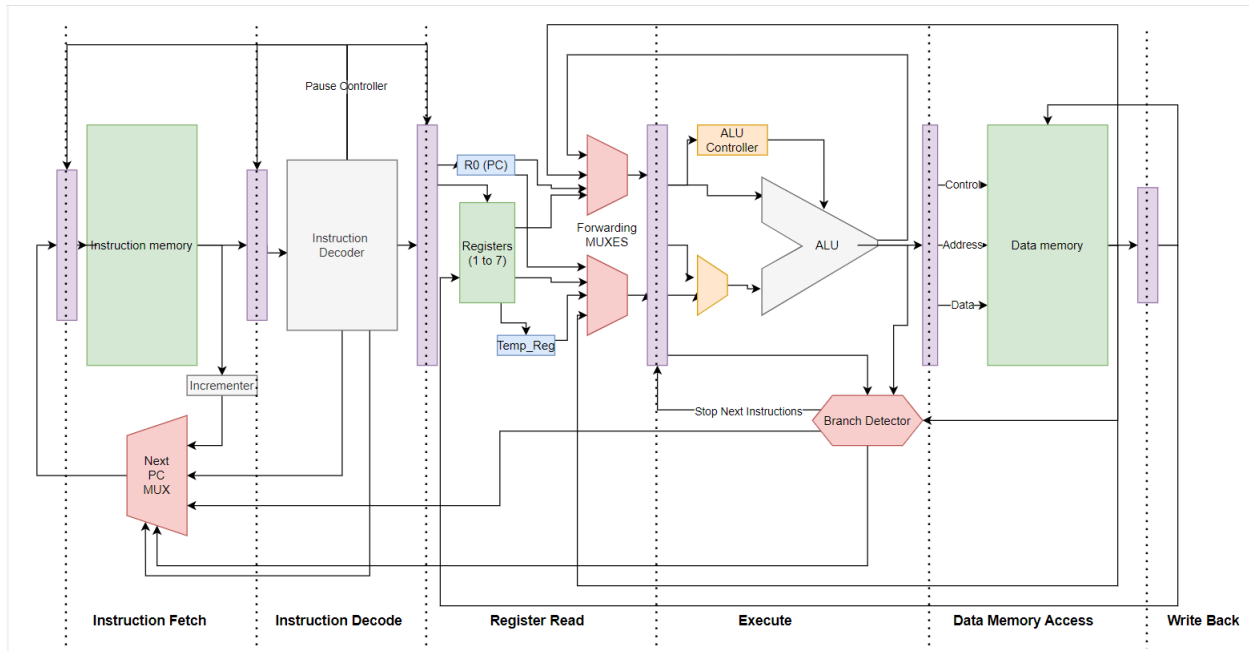 Pause Controller
ALU
Controller
R0 (PC)
Instruction memory
Instruction
Decoder
Registers
(1 to 7)
Forwarding
MUXES
ALU
Control
Address
Data
Data memory
Temp_Reg
Incrementer
Stop Next Instructions
Branch Detector
Next
PC
MUX
Instruction Fetch
Instruction Decode
Register Read
Execute
Data Memory Access
Write Back